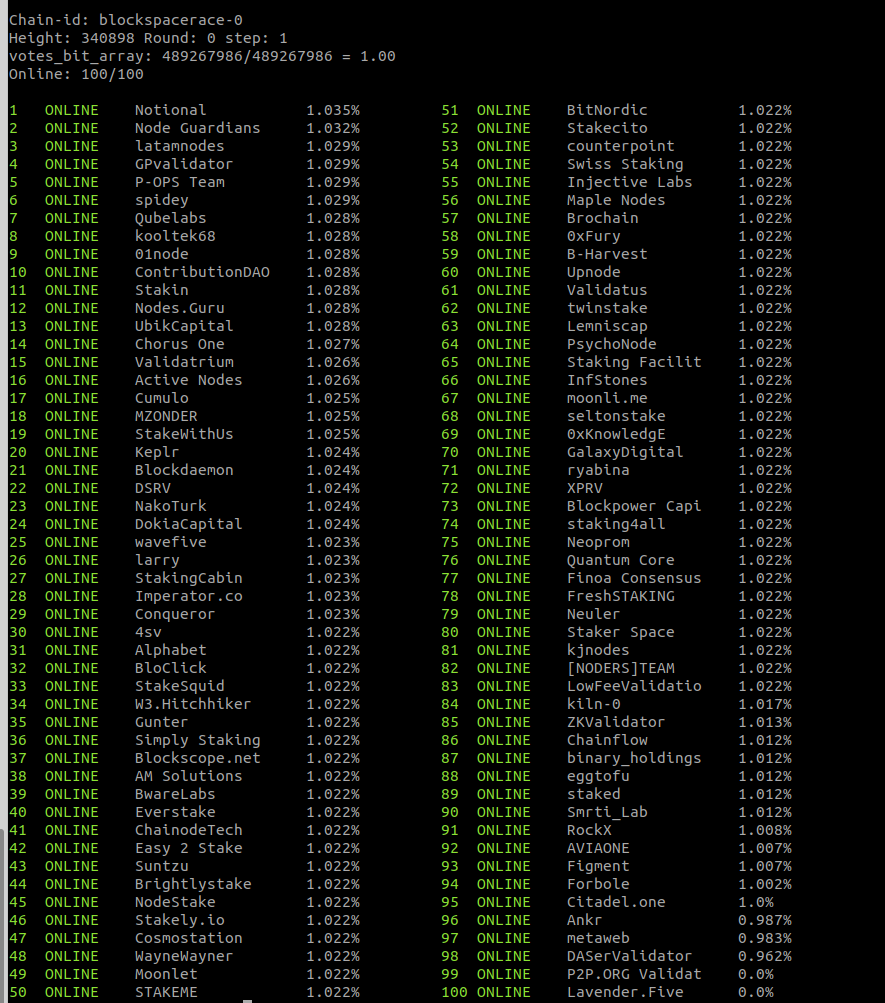 Chain-id: blockspacerace-0
Height: 340898 Round: 0 step: 1
votes_bit_array: 489267986/489267986 = 1.00
Online: 100/100
1 ONLINE Notional 1.035% 51 ONLINE BitNordic 1.022%
2 ONLINE Node Guardians 1.032% 52 ONLINE Stakecito 1.022%
3 ONLINE latamnodes 1.029% 53 ONLINE counterpoint 1.022%
4 ONLINE GPvalidator 1.029% 54 ONLINE Swiss Staking 1.022%
5 ONLINE P-OPS Team 1.029% 55 ONLINE Injective Labs 1.022%
6 ONLINE spidey 1.029% 56 ONLINE Maple Nodes 1.022%
7 ONLINE Qubelabs 1.028% 57 ONLINE Brochain 1.022%
8 ONLINE kooltek68 1.028% 58 ONLINE 0xFury 1.022%
9 ONLINE 01node 1.028% 59 ONLINE B-Harvest 1.022%
10 ONLINE ContributionDAO 1.028% 60 ONLINE Upnode 1.022%
11 ONLINE Stakin 1.028% 61 ONLINE Validatus 1.022%
12 ONLINE Nodes.Guru 1.028% 62 ONLINE twinstake 1.022%
13 ONLINE UbikCapital 1.028% 63 ONLINE Lemniscap 1.022%
14 ONLINE Chorus One 1.027% 64 ONLINE PsychoNode 1.022%
15 ONLINE Validatrium 1.026% 65 ONLINE Staking Facilit 1.022%
16 ONLINE Active Nodes 1.026% 66 ONLINE InfStones 1.022%
17 ONLINE Cumulo 1.025% 67 ONLINE moonli.me 1.022%
18 ONLINE MZONDER 1.025% 68 ONLINE seltonstake 1.022%
19 ONLINE StakeWithUs 1.025% 69 ONLINE 0xKnowledgE 1.022%
20 ONLINE Keplr 1.024% 70 ONLINE GalaxyDigital 1.022%
21 ONLINE Blockdaemon 1.024% 71 ONLINE ryabina 1.022%
22 ONLINE DSRV 1.024% 72 ONLINE XPRV 1.022%
23 ONLINE NakoTurk 1.024% 73 ONLINE Blockpower Capi 1.022%
24 ONLINE DokiaCapital 1.024% 74 ONLINE staking4all 1.022%
25 ONLINE wavefive 1.023% 75 ONLINE Neoprom 1.022%
26 ONLINE larry 1.023% 76 ONLINE Quantum Core 1.022%
27 ONLINE StakingCabin 1.023% 77 ONLINE Finoa Consensus 1.022%
28 ONLINE Imperator.co 1.023% 78 ONLINE FreshSTAKING 1.022%
29 ONLINE Conqueror 1.023% 79 ONLINE Neuler 1.022%
30 ONLINE 4sv 1.022% 80 ONLINE Staker Space 1.022%
31 ONLINE Alphabet 1.022% 81 ONLINE kjnodes 1.022%
32 ONLINE BloClick 1.022% 82 ONLINE [NODERS]TEAM 1.022%
33 ONLINE StakeSquid 1.022% 83 ONLINE LowFeeValidatio 1.022%
34 ONLINE W3.Hitchhiker 1.022% 84 ONLINE kiln-0 1.017%
35 ONLINE Gunter 1.022% 85 ONLINE ZKValidator 1.013%
36 ONLINE Simply Staking 1.022% 86 ONLINE Chainflow 1.012%
37 ONLINE Blockscope.net 1.022% 87 ONLINE binary_holdings 1.012%
38 ONLINE AM Solutions 1.022% 88 ONLINE eggtofu 1.012%
39 ONLINE BwareLabs 1.022% 89 ONLINE staked 1.012%
40 ONLINE Everstake 1.022% 90 ONLINE Smrti_Lab 1.012%
41 ONLINE ChainodeTech 1.022% 91 ONLINE RockX 1.008%
42 ONLINE Easy 2 Stake 1.022% 92 ONLINE AVIAONE 1.007%
43 ONLINE Suntzu 1.022% 93 ONLINE Figment 1.007%
44 ONLINE Brightlystake 1.022% 94 ONLINE Forbole 1.002%
45 ONLINE NodeStake 1.022% 95 ONLINE Citadel.one 1.0%
46 ONLINE Stakely.io 1.022% 96 ONLINE Ankr 0.987%
47 ONLINE Cosmostation 1.022% 97 ONLINE metaweb 0.983%
48 ONLINE WayneWayner 1.022% 98 ONLINE DASerValidator 0.962%
49 ONLINE Moonlet 1.022% 99 ONLINE P2P.ORG Validat 0.0%
50 ONLINE STAKEME 1.022% 100 ONLINE Lavender.Five 0.0%